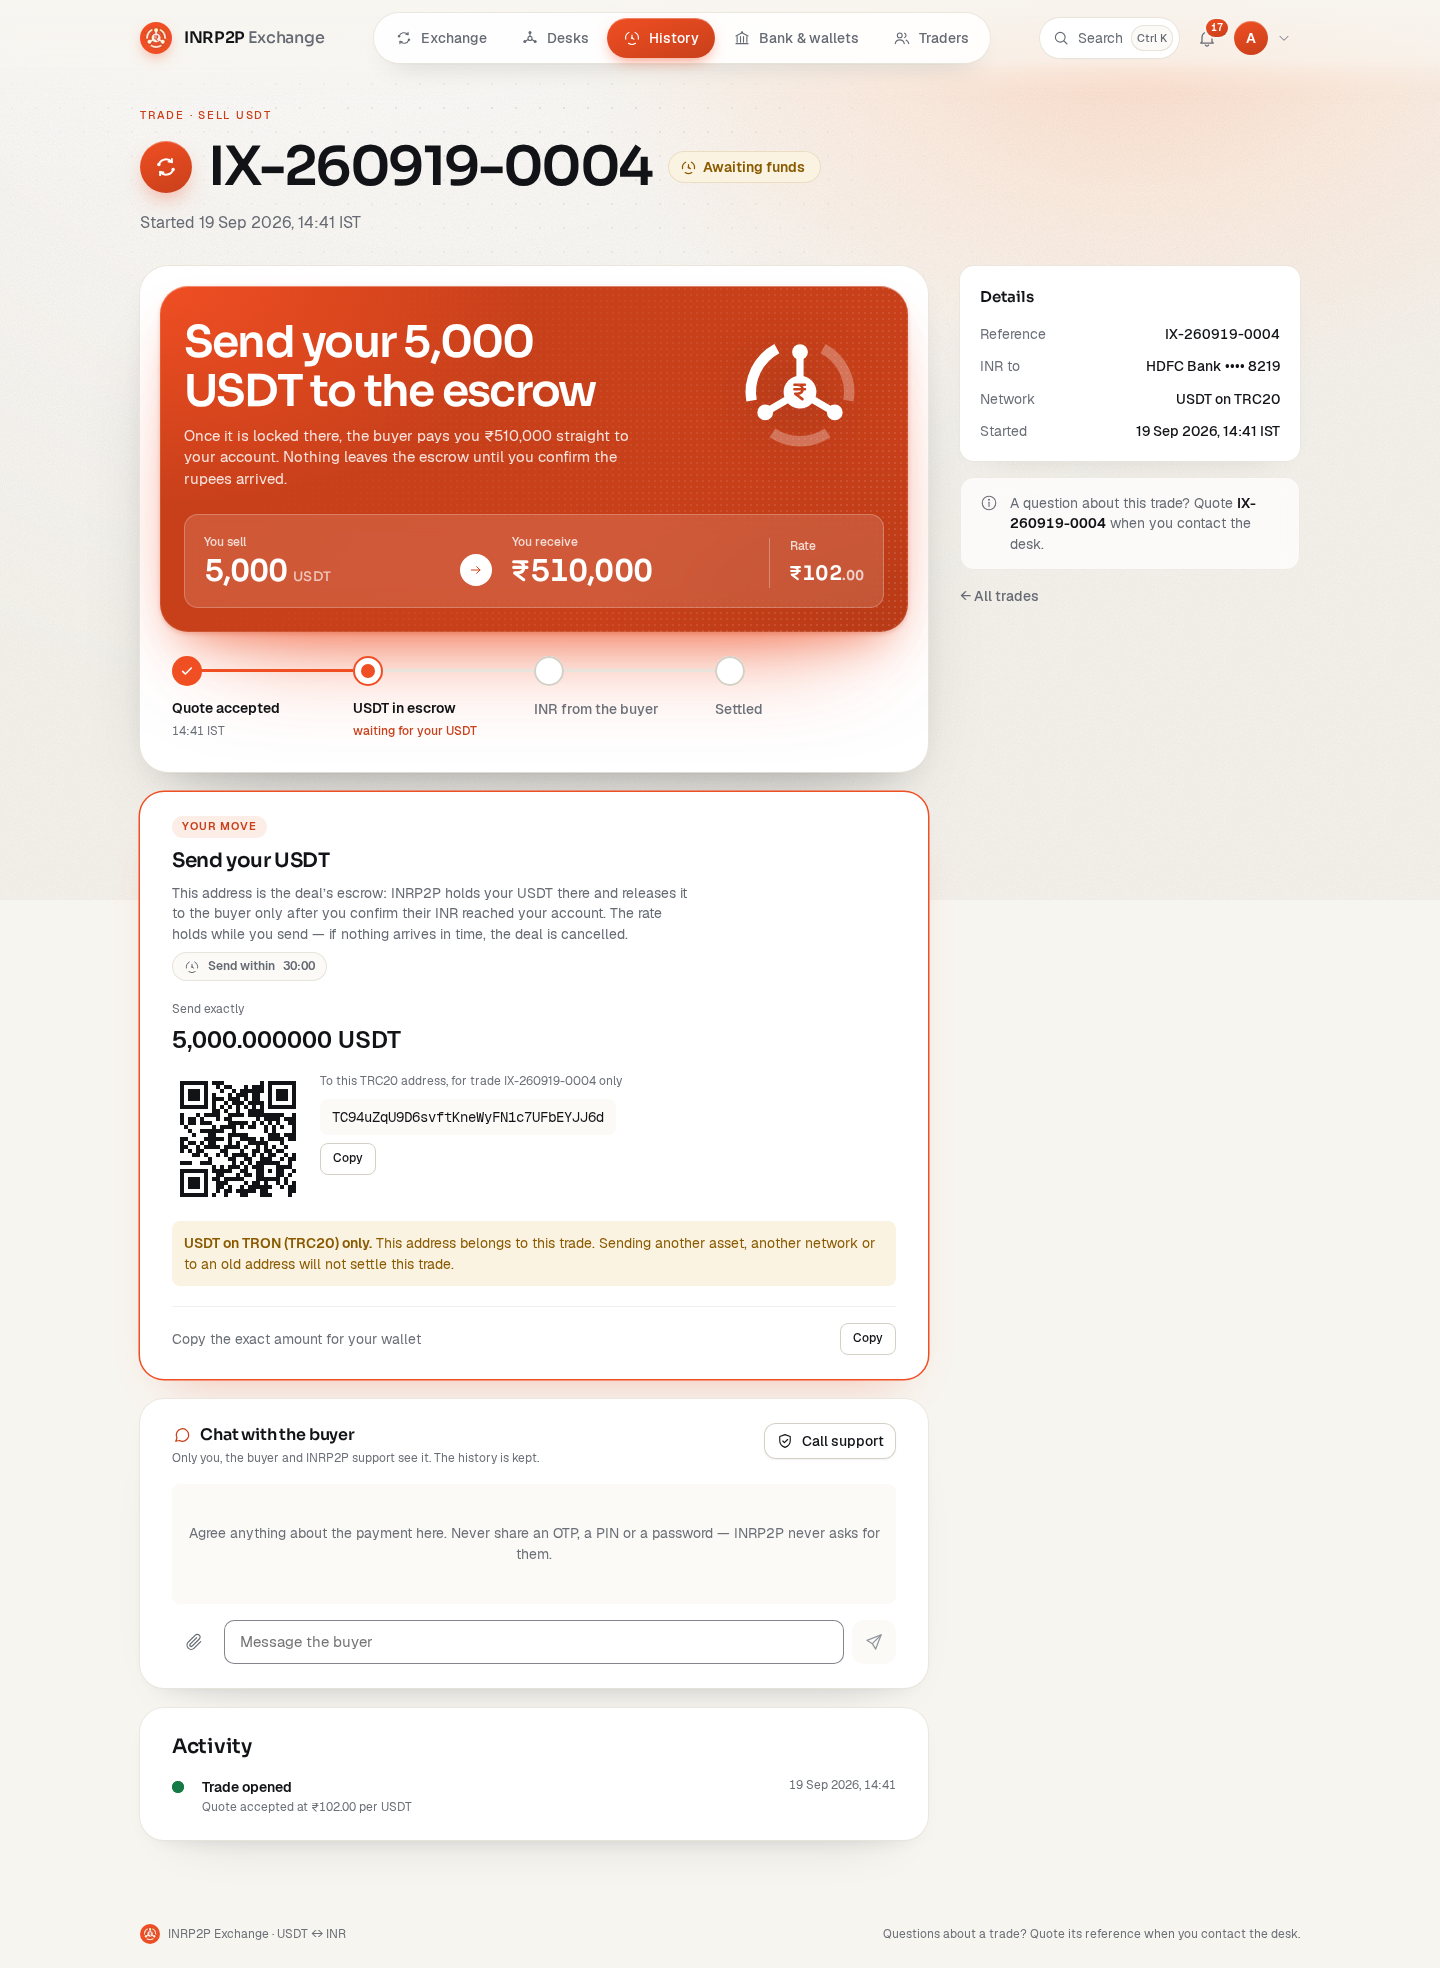 INRP2P Exchange
Exchange
Desks
History
Bank & wallets
Traders
Search
Ctrl K
17
A
TRADE · SELL USDT
IX-260919-0004
Awaiting funds
Started 19 Sep 2026, 14:41 IST
Send your 5,000
USDT to the escrow
Once it is locked there, the buyer pays you ₹510,000 straight to
your account. Nothing leaves the escrow until you confirm the
rupees arrived.
₹
You sell
5,000 USDT
→
You receive
₹510,000
Rate
₹102.00
Quote accepted
14:41 IST
USDT in escrow
waiting for your USDT
INR from the buyer
Settled
Details
Reference
IX-260919-0004
INR to
HDFC Bank •••• 8219
Network
USDT on TRC20
Started
19 Sep 2026, 14:41 IST
A question about this trade? Quote IX-
260919-0004 when you contact the
desk.
← All trades
YOUR MOVE
Send your USDT
This address is the deal's escrow: INRP2P holds your USDT there and releases it
to the buyer only after you confirm their INR reached your account. The rate
holds while you send — if nothing arrives in time, the deal is cancelled.
Send within 30:00
Send exactly
5,000.000000 USDT
To this TRC20 address, for trade IX-260919-0004 only
TC94uZqU9D6svftKneWyFN1c7UFbEYJJ6d
Copy
USDT on TRON (TRC20) only. This address belongs to this trade. Sending another asset, another network or
to an old address will not settle this trade.
Copy the exact amount for your wallet
Copy
Chat with the buyer
Only you, the buyer and INRP2P support see it. The history is kept.
Call support
Agree anything about the payment here. Never share an OTP, a PIN or a password — INRP2P never asks for
them.
Message the buyer
Activity
Trade opened
19 Sep 2026, 14:41
Quote accepted at ₹102.00 per USDT
INRP2P Exchange · USDT ↔ INR
Questions about a trade? Quote its reference when you contact the desk.